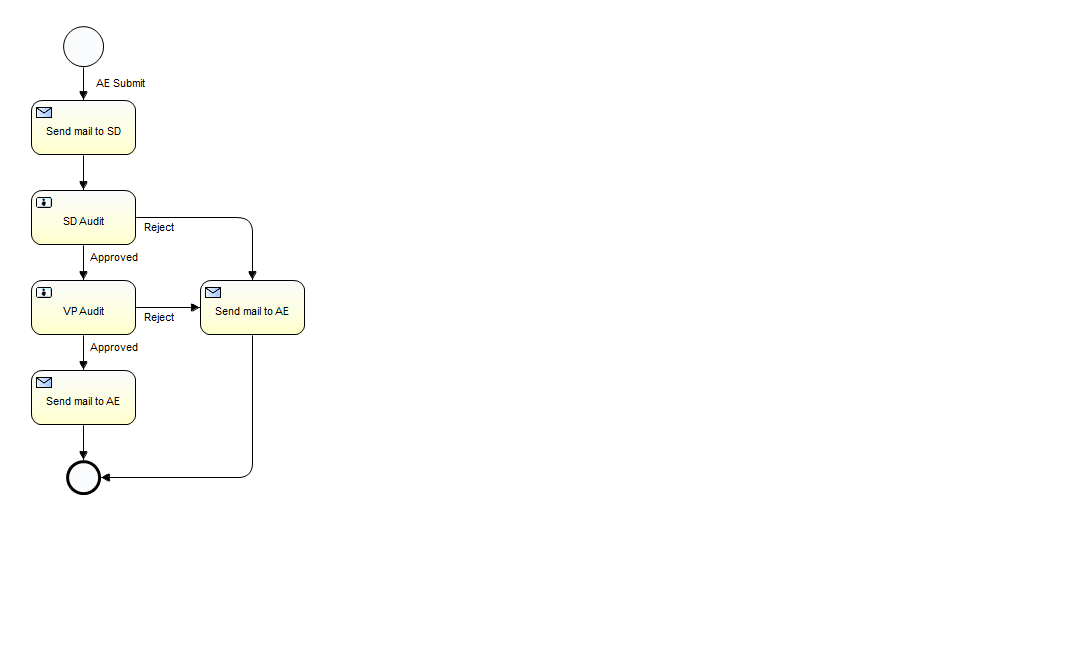 AE Submit
Send mail to SD
SD Audit
Reject
Approved
VP Audit
Send mail to AE
Reject
Approved
Send mail to AE